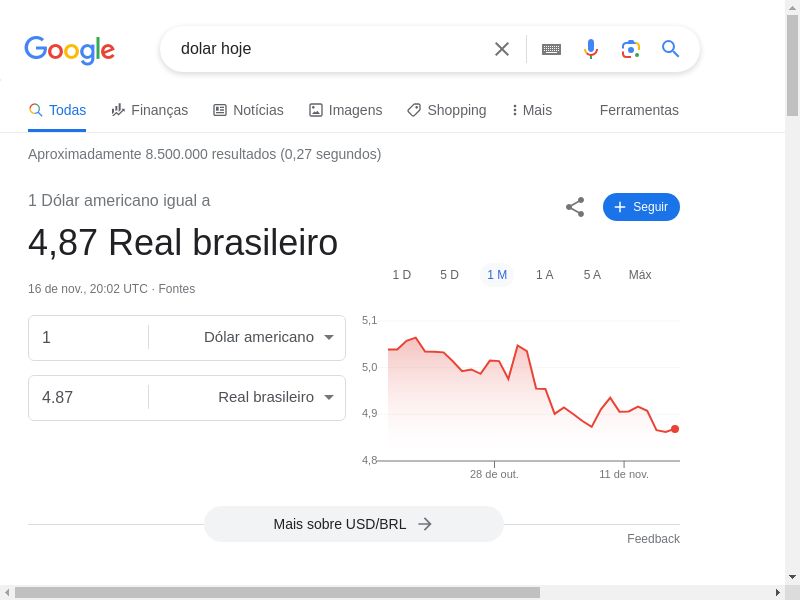 Google
dolar hoje
Todas Finanças Notícias Imagens Shopping Mais Ferramentas
Aproximadamente 8.500.000 resultados (0,27 segundos)
1 Dólar americano igual a
4,87 Real brasileiro
Seguir
16 de nov., 20:02 UTC · Fontes
1 D 5 D 1 M 1 A 5 A Máx
1 Dólar americano
4.87 Real brasileiro
5,1
5,0
4,9
4,8
28 de out. 11 de nov.
Mais sobre USD/BRL
Feedback